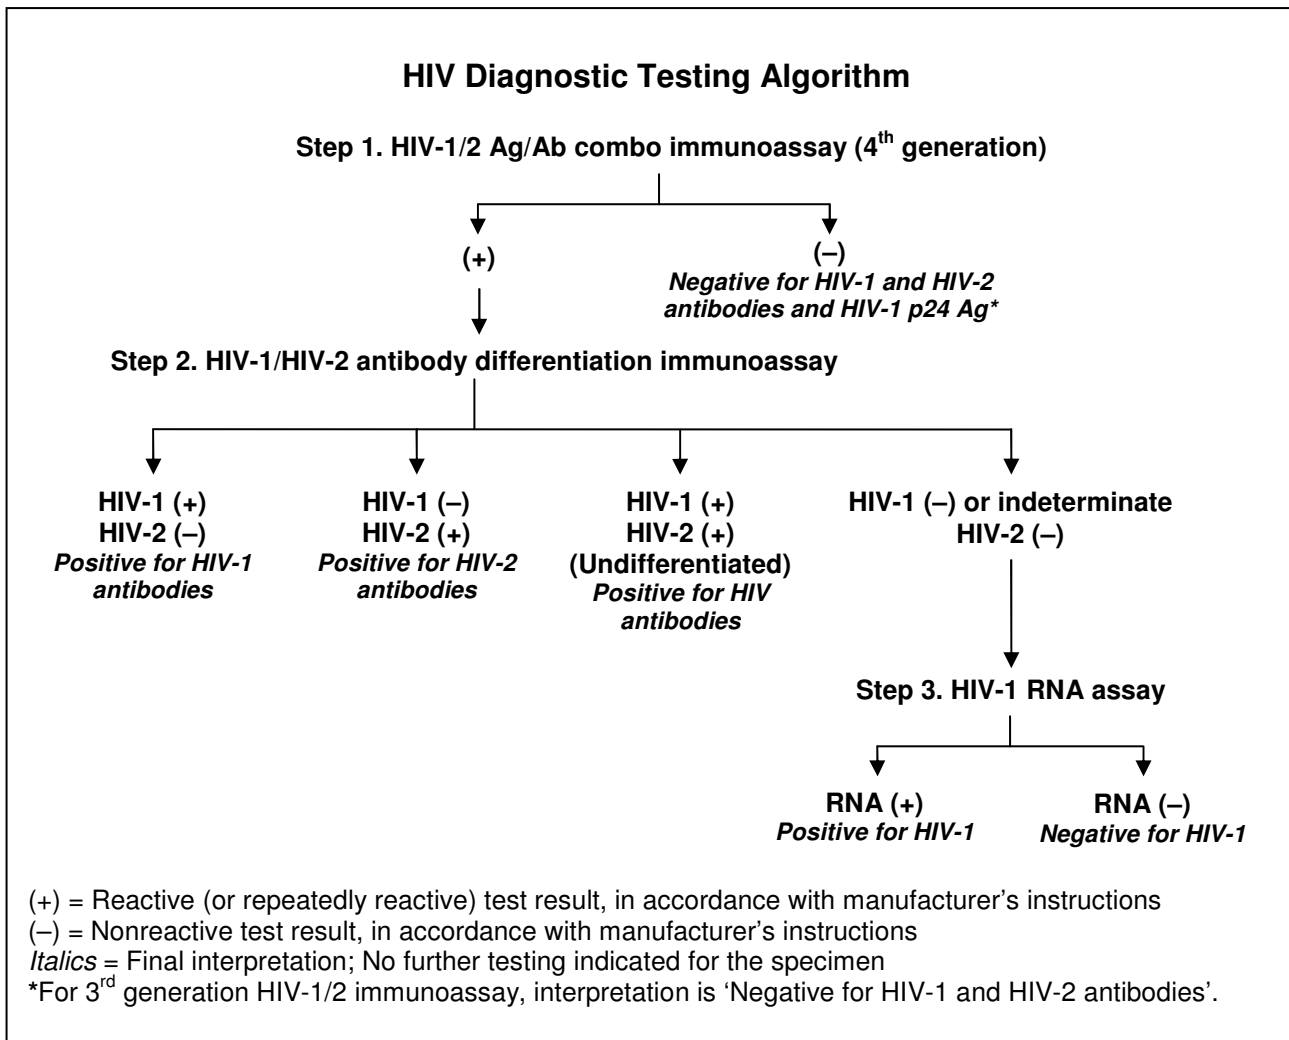 HIV Diagnostic Testing Algorithm
Step 1. HIV-1/2 Ag/Ab combo immunoassay (4th generation)
(+)
(–)
Negative for HIV-1 and HIV-2
antibodies and HIV-1 p24 Ag*
Step 2. HIV-1/HIV-2 antibody differentiation immunoassay
HIV-1 (+)
HIV-2 (–)
Positive for HIV-1
antibodies
HIV-1 (–)
HIV-2 (+)
Positive for HIV-2
antibodies
HIV-1 (+)
HIV-2 (+)
(Undifferentiated)
Positive for HIV
antibodies
HIV-1 (–) or indeterminate
HIV-2 (–)
Step 3. HIV-1 RNA assay
RNA (+)
Positive for HIV-1
RNA (–)
Negative for HIV-1
(+) = Reactive (or repeatedly reactive) test result, in accordance with manufacturer’s instructions
(–) = Nonreactive test result, in accordance with manufacturer’s instructions
Italics = Final interpretation; No further testing indicated for the specimen
*For 3rd generation HIV-1/2 immunoassay, interpretation is ‘Negative for HIV-1 and HIV-2 antibodies’.